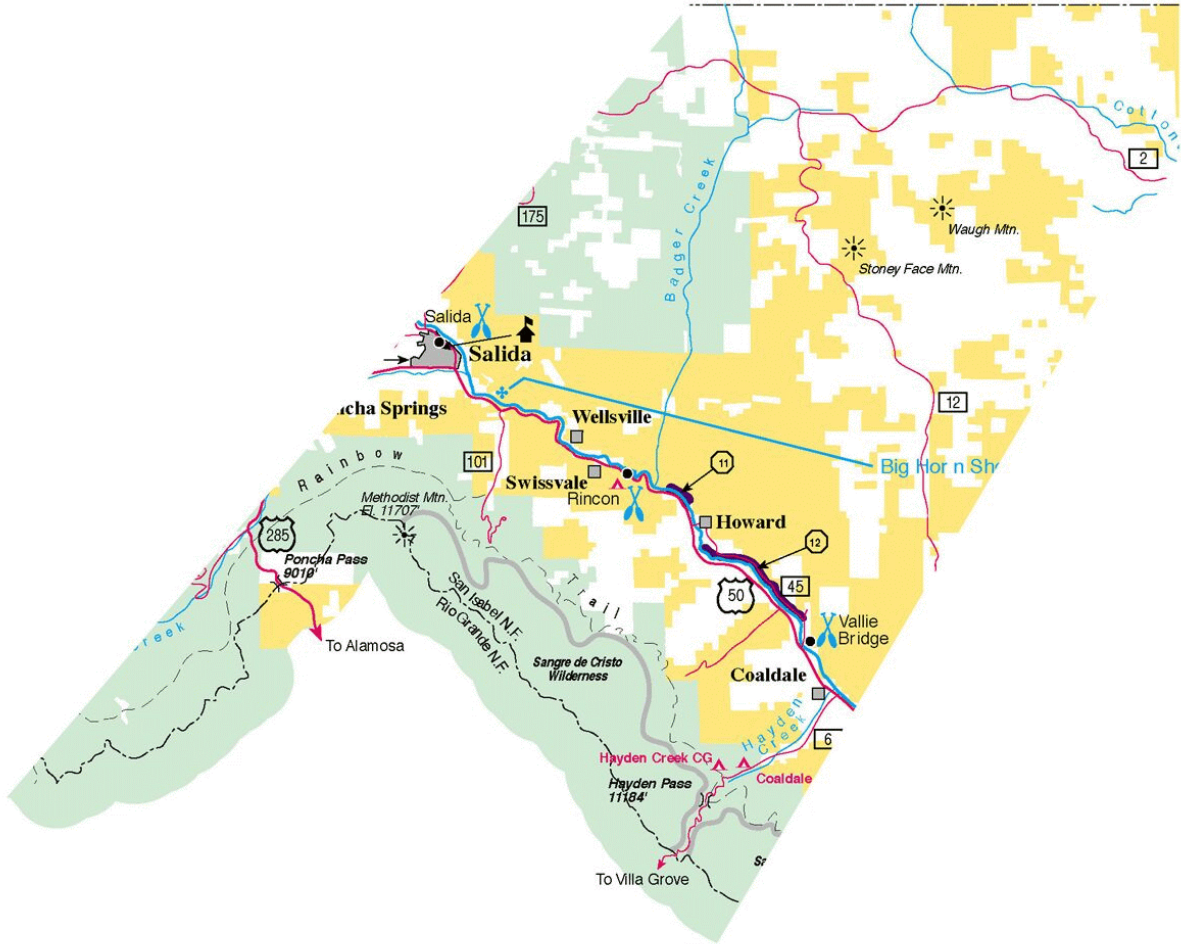 Cotton
2
Badger Creek
175
Waugh Mtn.
Stoney Face Mtn.
Salida
Salida
12
ncha Springs
Wellsville
Big Hor n Sh
101
Swissvale
Rincon
11
Rainbow
Methodist Mtn.
El. 11707'
Howard
285
Poncha Pass
9010'
12
Trail
San Isabel N.F.
Rio Grande N.F.
50
45
Vallie
Bridge
reek
To Alamosa
Sangre de Cristo
Wilderness
Coaldale
Hayden
Creek
6
Hayden Creek CG
Coaldale
Hayden Pass
11184'
To Villa Grove